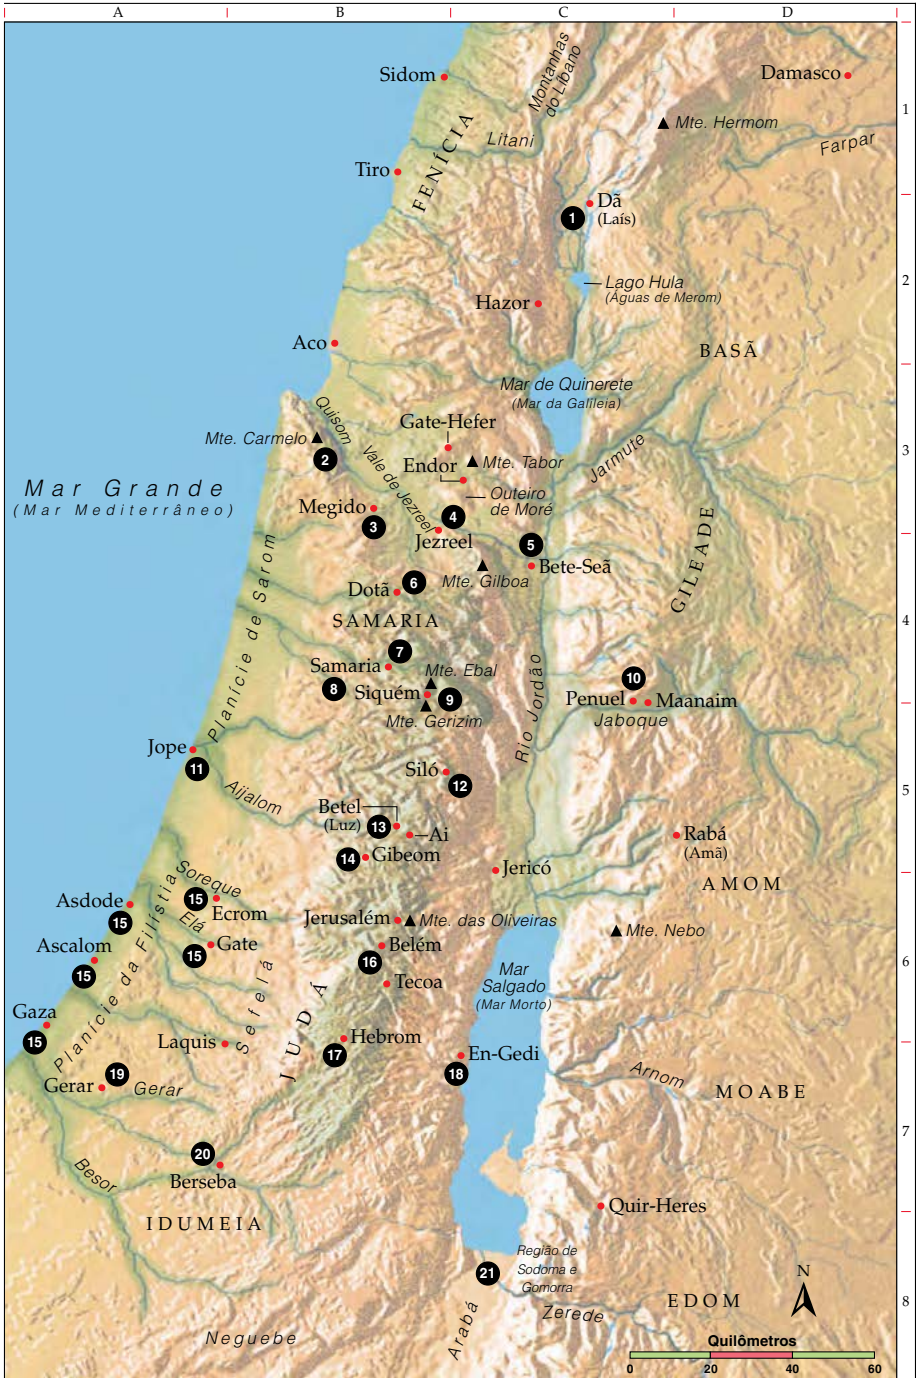 A
B
C
D
Sidom
Damasco
Montanhas
do Líbano
1
Mte. Hermom
Litani
Farpar
FENÍCIA
Tiro
Dã
(Laís)
1
Lago Hula
(Águas de Merom)
2
Hazor
Aco
BASÃ
Mar de Quinerete
(Mar da Galileia)
Quisom
Gate-Hefer
Mte. Carmelo
2
Vale de Jezreel
Endor
Mte. Tabor
Jarmute
3
Mar Grande
(Mar Mediterrâneo)
Outeiro
de Moré
Megido
3
4
Jezreel
5
Bete-Seã
Mte. Gilboa
GILEADE
Planície de Sarom
6
Dotã
SAMARIA
4
7
Samaria
Mte. Ebal
8
Siquém
9
Mte. Gerizim
10
Penuel
Maanaim
Jaboque
Rio Jordão
Jope
11
Siló
12
Aijalom
5
Betel
(Luz)
13
Ai
14
Gibeom
Rabá
(Amã)
Jericó
AMOM
Soreque
15
Ecrom
Asdode
15
Elá
Jerusalém
Mte. das Oliveiras
Mte. Nebo
15
Gate
Belém
Ascalom
15
16
Mar
Salgado
(Mar Morto)
6
Planície da Filístia
Sefelá
JUDÁ
Tecoa
Gaza
15
Laquis
Hebrom
17
En-Gedi
18
19
Gerar
Gerar
Arnom
MOABE
7
20
Berseba
Besor
IDUMEIA
Quir-Heres
21
Região de
Sodoma e
Gomorra
Arabá
Zerede
EDOM
N
8
Neguebe
Quilômetros
0
20
40
60